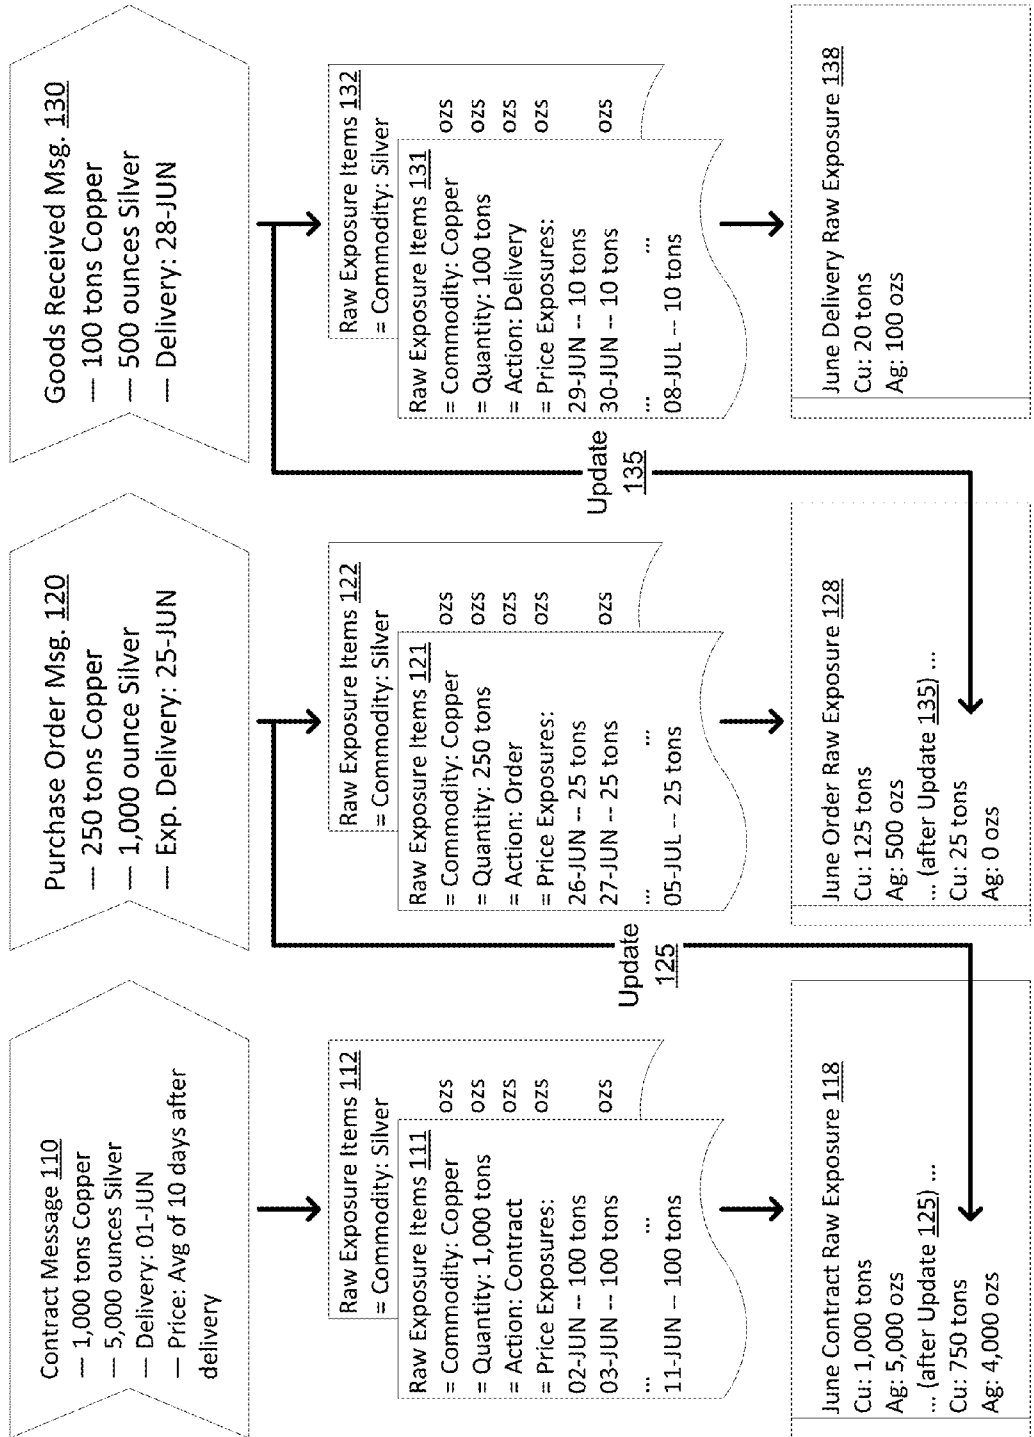 Contract Message 110
— 1,000 tons Copper
— 5,000 ounces Silver
— Delivery: 01-JUN
— Price: Avg of 10 days after
delivery
Raw Exposure Items 112
= Commodity: Silver
ozs
ozs
ozs
ozs
ozs
Raw Exposure Items 111
= Commodity: Copper
= Quantity: 1,000 tons
= Action: Contract
= Price Exposures:
02-JUN -- 100 tons
03-JUN -- 100 tons
... ...
11-JUN -- 100 tons
June Contract Raw Exposure 118
Cu: 1,000 tons
Ag: 5,000 ozs
... (after Update 125) ...
Cu: 750 tons
Ag: 4,000 ozs
Update
125
Purchase Order Msg. 120
— 250 tons Copper
— 1,000 ounce Silver
— Exp. Delivery: 25-JUN
Raw Exposure Items 122
= Commodity: Silver
ozs
ozs
ozs
ozs
ozs
Raw Exposure Items 121
= Commodity: Copper
= Quantity: 250 tons
= Action: Order
= Price Exposures:
26-JUN -- 25 tons
27-JUN -- 25 tons
... ...
05-JUL -- 25 tons
June Order Raw Exposure 128
Cu: 125 tons
Ag: 500 ozs
... (after Update 135) ...
Cu: 25 tons
Ag: 0 ozs
Update
135
Goods Received Msg. 130
— 100 tons Copper
— 500 ounces Silver
— Delivery: 28-JUN
Raw Exposure Items 132
= Commodity: Silver
ozs
ozs
ozs
ozs
ozs
Raw Exposure Items 131
= Commodity: Copper
= Quantity: 100 tons
= Action: Delivery
= Price Exposures:
29-JUN -- 10 tons
30-JUN -- 10 tons
... ...
08-JUL -- 10 tons
June Delivery Raw Exposure 138
Cu: 20 tons
Ag: 100 ozs